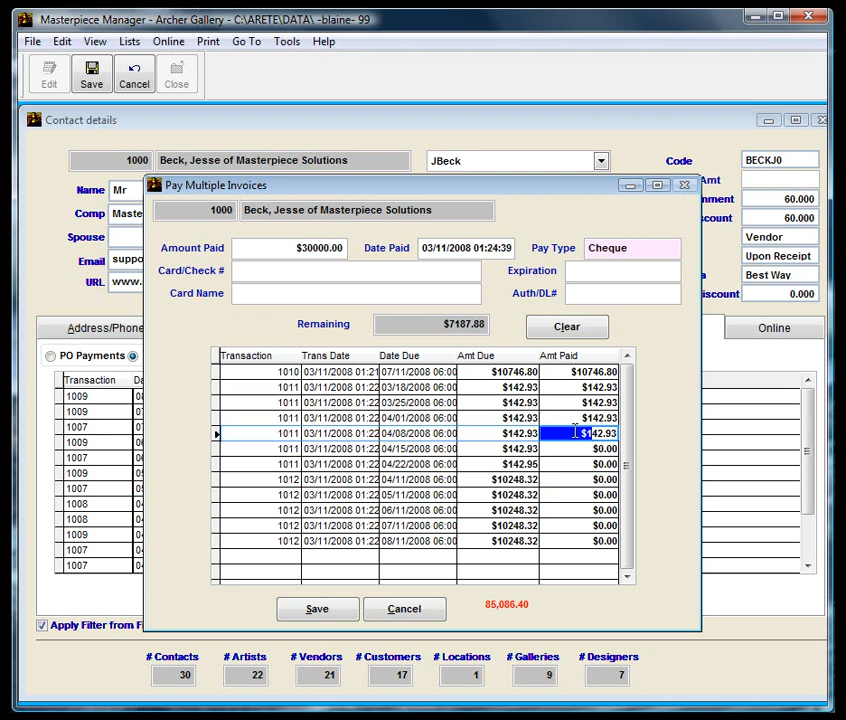 Masterpiece Manager - Archer Gallery - C:\ARETE\DATA\ -blaine- 99
File Edit View Lists Online Print Go To Tools Help
Edit Save Cancel Close
Contact details
1000 Beck, Jesse of Masterpiece Solutions JBeck Code BECKJ0
Amt
Name Mr
nment 60.000
Comp Maste
scount 60.000
Spouse
Vendor
Email suppo
Upon Receipt
URL www.
a Best Way
iscount 0.000
Address/Phone
Online
PO Payments
Transaction Da
1009 08
1009 07
1007 07
1009 06
1007 06
1009 05
1007 05
1008
1008
1009
1007
1007
Pay Multiple Invoices
1000 Beck, Jesse of Masterpiece Solutions
Amount Paid $30000.00 Date Paid 03/11/2008 01:24:39 Pay Type Cheque
Card/Check # Expiration
Card Name Auth/DL#
Remaining $7187.88 Clear
Transaction Trans Date Date Due Amt Due Amt Paid
1010 03/11/2008 01:21 07/11/2008 06:00 $10746.80 $10746.80
1011 03/11/2008 01:22 03/18/2008 06:00 $142.93 $142.93
1011 03/11/2008 01:22 03/25/2008 06:00 $142.93 $142.93
1011 03/11/2008 01:22 04/01/2008 06:00 $142.93 $142.93
1011 03/11/2008 01:22 04/08/2008 06:00 $142.93 $142.93
1011 03/11/2008 01:22 04/15/2008 06:00 $142.93 $0.00
1011 03/11/2008 01:22 04/22/2008 06:00 $142.95 $0.00
1012 03/11/2008 01:22 04/11/2008 06:00 $10248.32 $0.00
1012 03/11/2008 01:22 05/11/2008 06:00 $10248.32 $0.00
1012 03/11/2008 01:22 06/11/2008 06:00 $10248.32 $0.00
1012 03/11/2008 01:22 07/11/2008 06:00 $10248.32 $0.00
1012 03/11/2008 01:22 08/11/2008 06:00 $10248.32 $0.00
Save Cancel 85,086.40
Apply Filter from F
# Contacts # Artists # Vendors # Customers # Locations # Galleries # Designers
30 22 21 17 1 9 7